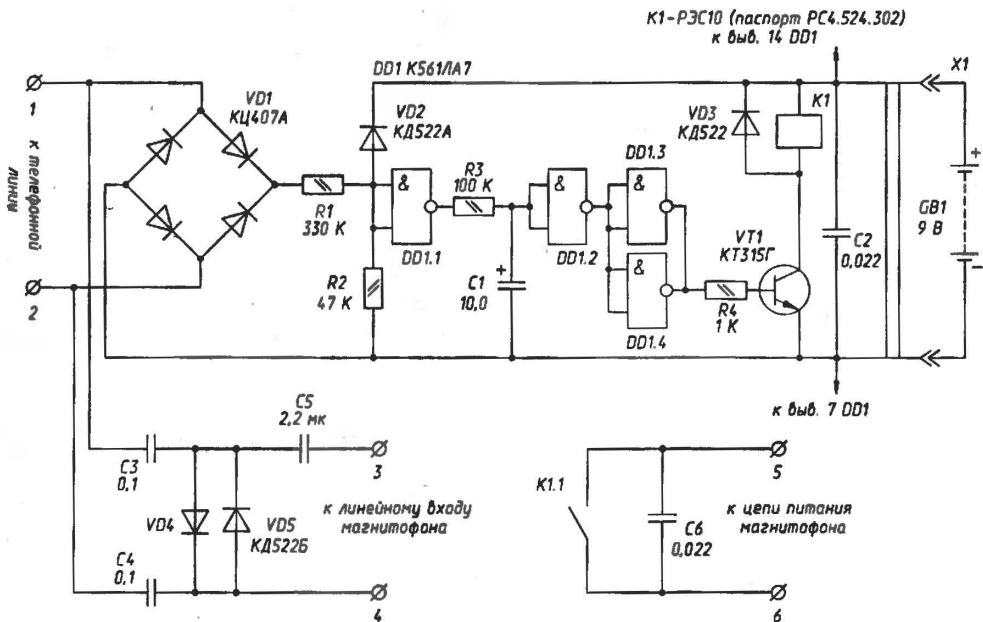 К1-РЭС10 (паспорт РС4.524.302)
к выв. 14 DD1
1
VD1
КЦ407А
DD1 К561ЛА7
VD2
КД522А
VD3
КД522
К1
X1
к телефонной
линии
R1
330 К
&
DD1.1
R3
100 К
&
DD1.2
DD1.3
&
&
DD1.4
VT1
КТ315Г
C2
0,022
+
GB1
9 В
-
2
R2
47 К
+
C1
10,0
R4
1 К
к выв. 7 DD1
C5
2,2 мк
3
C3
0,1
VD4
VD5
КД522Б
к линейному входу
магнитофона
C4
0,1
4
5
К1.1
C6
0,022
к цепи питания
магнитофона
6